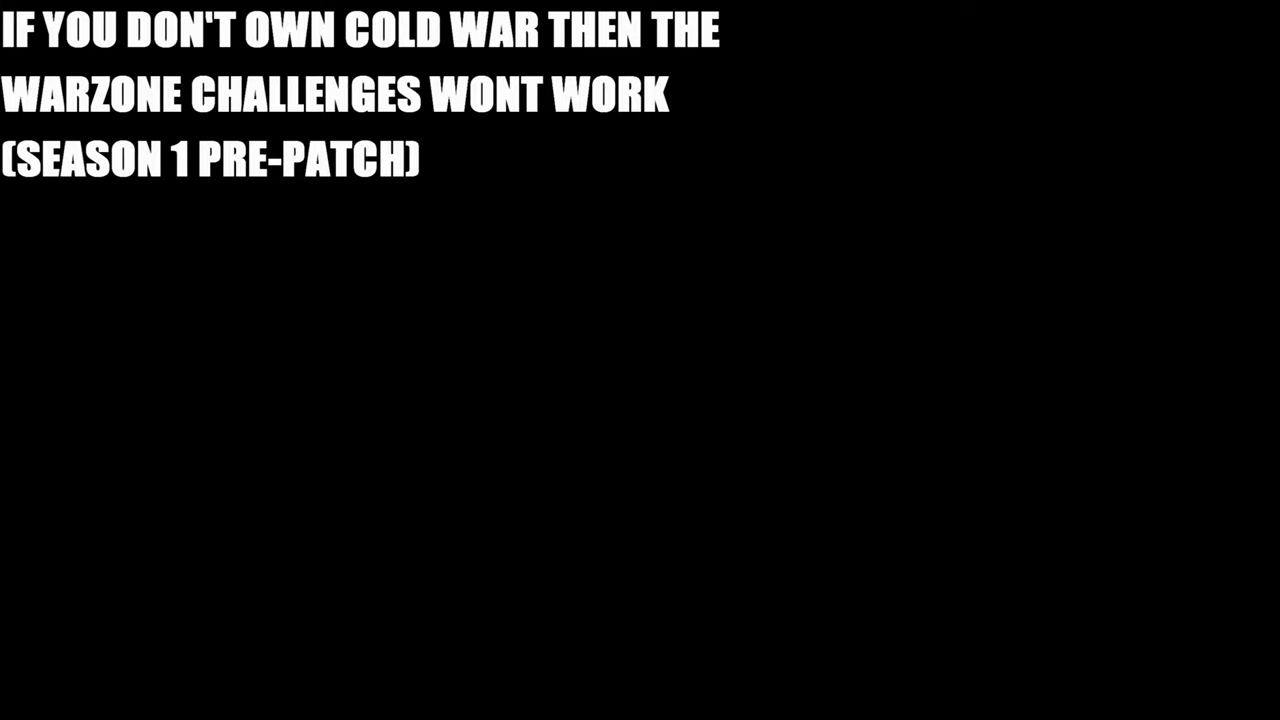 IF YOU DON'T OWN COLD WAR THEN THE
WARZONE CHALLENGES WONT WORK
(SEASON 1 PRE-PATCH)